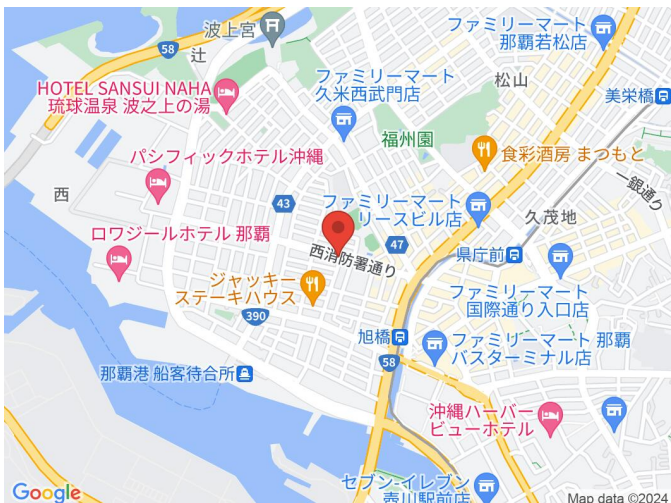 ファミリーマート
那覇若松店
58
波上宮
辻
松山
HOTEL SANSUI NAHA
琉球温泉 波之上の湯
ファミリーマート
久米西武門店
美栄橋
福州園
食彩酒房 まつもと
パシフィックホテル沖縄
一銀通り
西
43
ファミリーマート
リースビル店
久茂地
ロワジールホテル 那覇
47
西消防署通り
県庁前
ジャッキー
ステーキハウス
ファミリーマート
国際通り入口店
390
旭橋
ファミリーマート 那覇
バスターミナル店
58
那覇港 船客待合所
沖縄ハーバー
ビューホテル
セブン-イレブン
壺川駅前店
Google
Map data ©2024